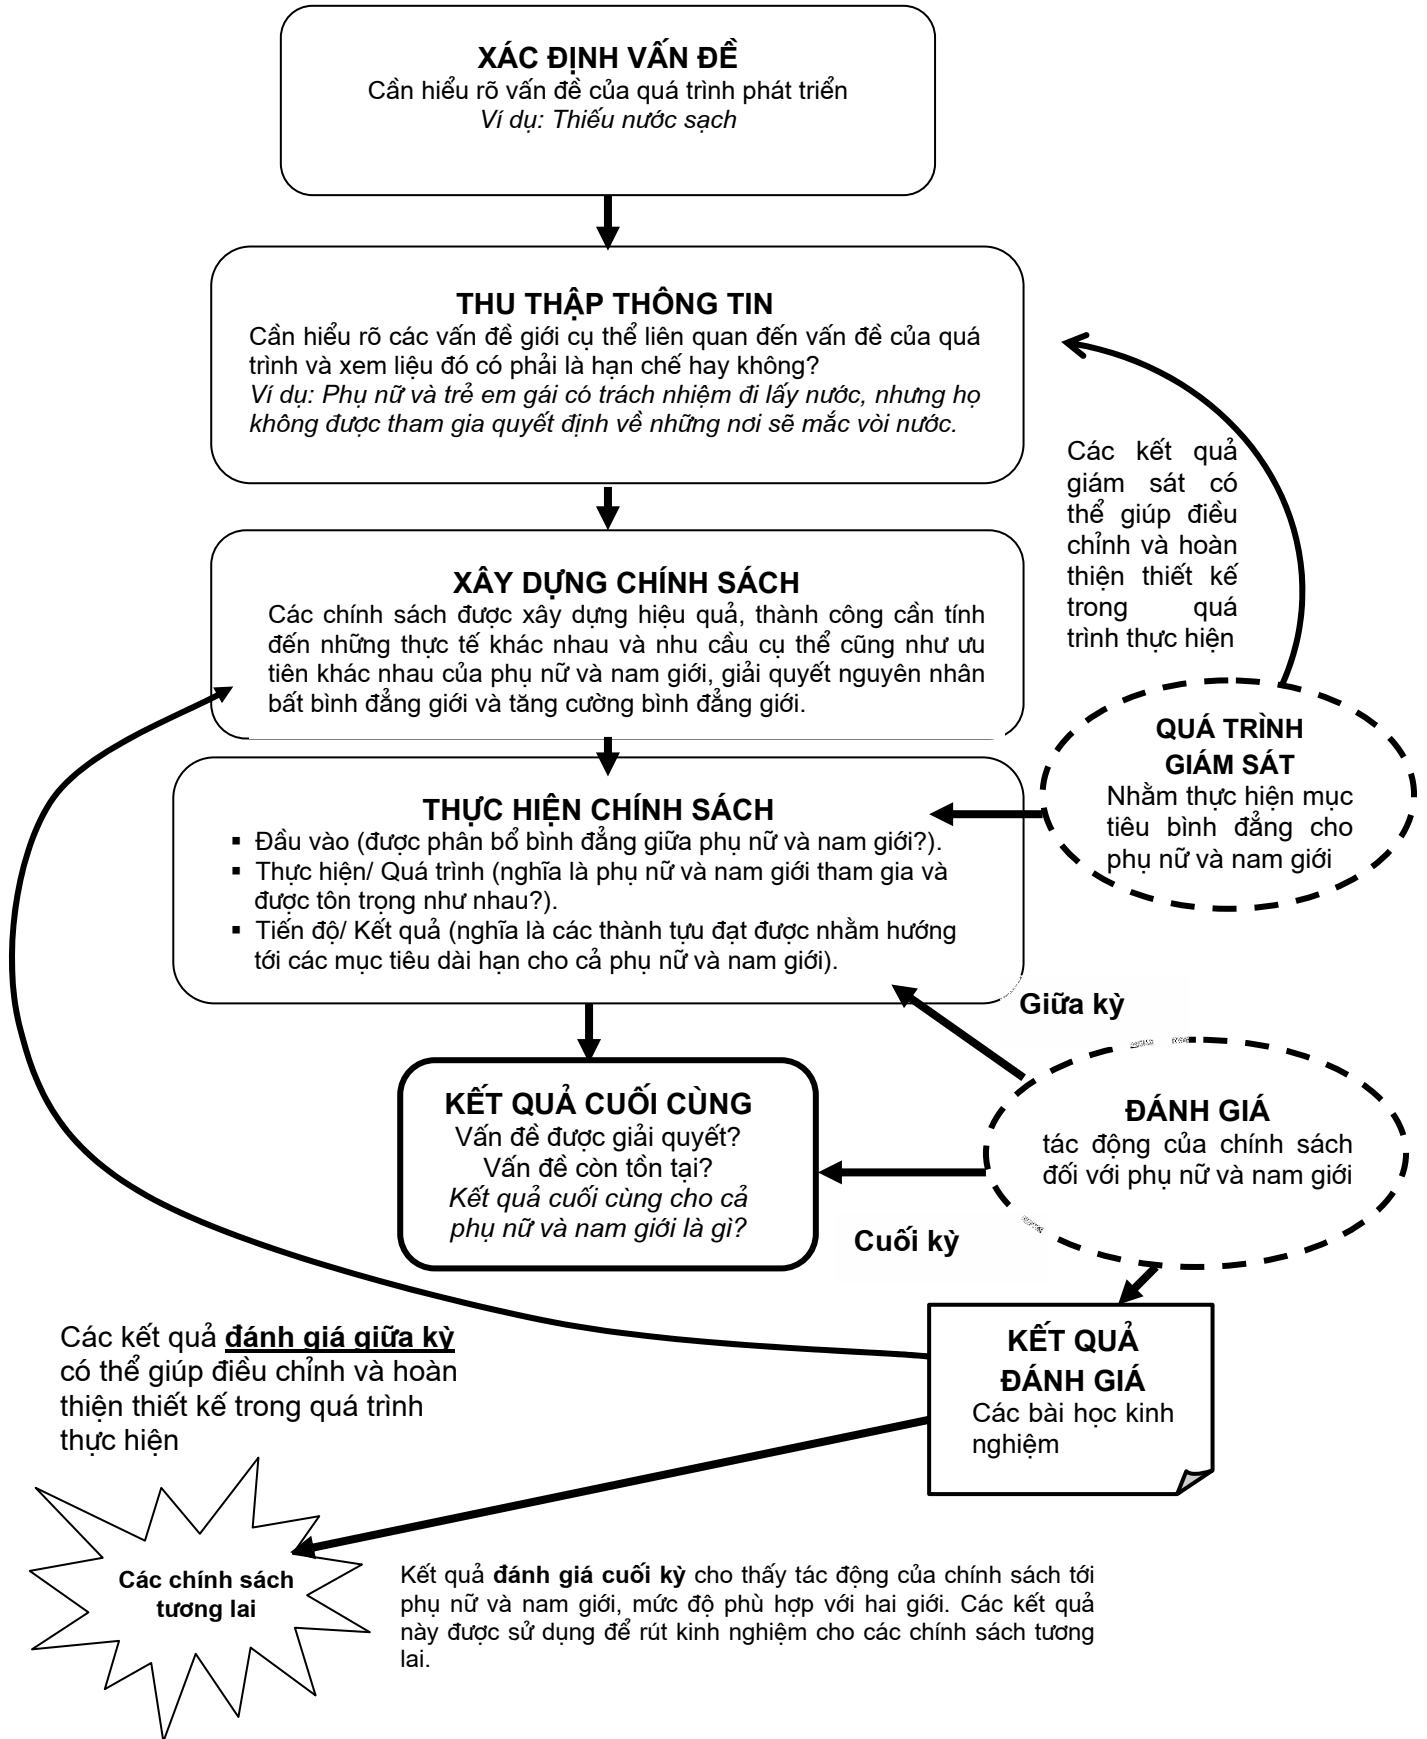 XÁC ĐỊNH VẤN ĐỀ
Cần hiểu rõ vấn đề của quá trình phát triển
Ví dụ: Thiếu nước sạch
THU THẬP THÔNG TIN
Cần hiểu rõ các vấn đề giới cụ thể liên quan đến vấn đề của quá
trình và xem liệu đó có phải là hạn chế hay không?
Ví dụ: Phụ nữ và trẻ em gái có trách nhiệm đi lấy nước, nhưng họ
không được tham gia quyết định về những nơi sẽ mắc vòi nước.
Các kết quả
giám sát có
thể giúp điều
chỉnh và hoàn
thiện thiết kế
trong quá
trình thực hiện
XÂY DỰNG CHÍNH SÁCH
Các chính sách được xây dựng hiệu quả, thành công cần tính
đến những thực tế khác nhau và nhu cầu cụ thể cũng như ưu
tiên khác nhau của phụ nữ và nam giới, giải quyết nguyên nhân
bất bình đẳng giới và tăng cường bình đẳng giới.
QUÁ TRÌNH
GIÁM SÁT
Nhằm thực hiện mục
tiêu bình đẳng cho
phụ nữ và nam giới
THỰC HIỆN CHÍNH SÁCH
▪ Đầu vào (được phân bổ bình đẳng giữa phụ nữ và nam giới?).
▪ Thực hiện/ Quá trình (nghĩa là phụ nữ và nam giới tham gia và
được tôn trọng như nhau?).
▪ Tiến độ/ Kết quả (nghĩa là các thành tựu đạt được nhằm hướng
tới các mục tiêu dài hạn cho cả phụ nữ và nam giới).
Giữa kỳ
KẾT QUẢ CUỐI CÙNG
Vấn đề được giải quyết?
Vấn đề còn tồn tại?
Kết quả cuối cùng cho cả
phụ nữ và nam giới là gì?
ĐÁNH GIÁ
tác động của chính sách
đối với phụ nữ và nam giới
Cuối kỳ
KẾT QUẢ
ĐÁNH GIÁ
Các bài học kinh
nghiệm
Các kết quả đánh giá giữa kỳ
có thể giúp điều chỉnh và hoàn
thiện thiết kế trong quá trình
thực hiện
Các chính sách
tương lai
Kết quả đánh giá cuối kỳ cho thấy tác động của chính sách tới
phụ nữ và nam giới, mức độ phù hợp với hai giới. Các kết quả
này được sử dụng để rút kinh nghiệm cho các chính sách tương
lai.